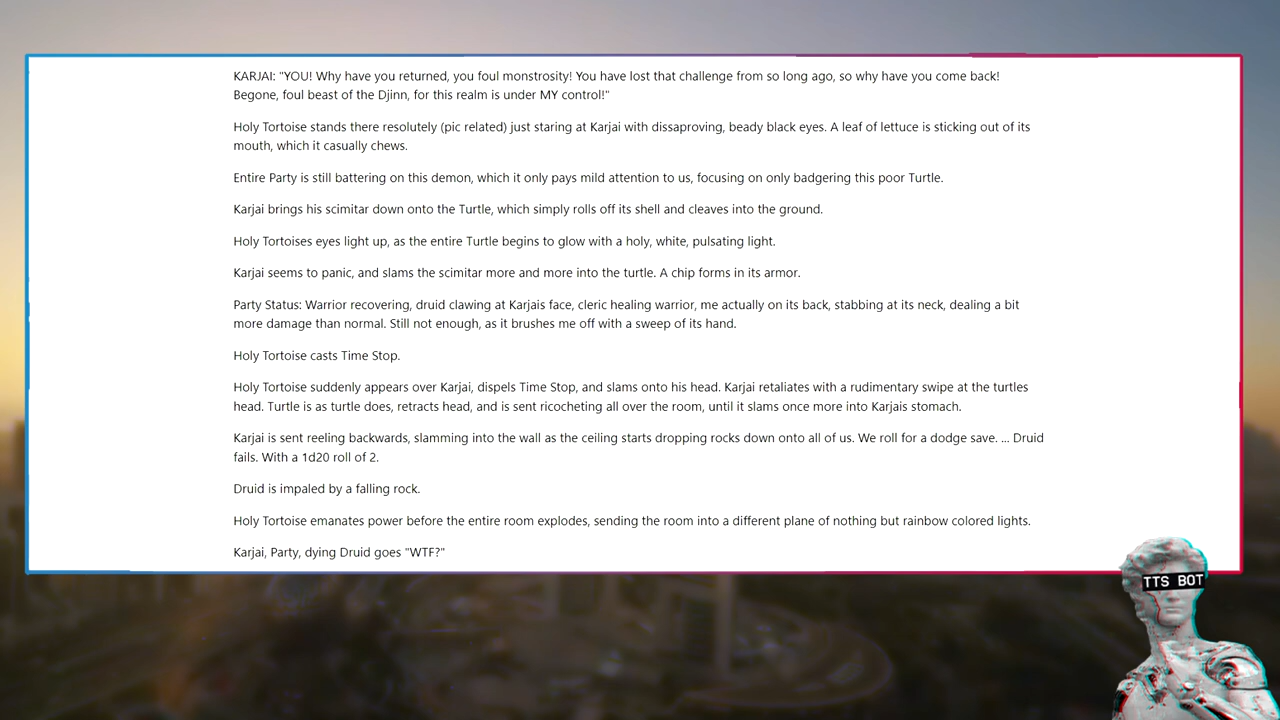 KARJAI: "YOU! Why have you returned, you foul monstrosity! You have lost that challenge from so long ago, so why have you come back!
Begone, foul beast of the Djinn, for this realm is under MY control!"
Holy Tortoise stands there resolutely (pic related) just staring at Karjai with dissaproving, beady black eyes. A leaf of lettuce is sticking out of its
mouth, which it casually chews.
Entire Party is still battering on this demon, which it only pays mild attention to us, focusing on only badgering this poor Turtle.
Karjai brings his scimitar down onto the Turtle, which simply rolls off its shell and cleaves into the ground.
Holy Tortoises eyes light up, as the entire Turtle begins to glow with a holy, white, pulsating light.
Karjai seems to panic, and slams the scimitar more and more into the turtle. A chip forms in its armor.
Party Status: Warrior recovering, druid clawing at Karjais face, cleric healing warrior, me actually on its back, stabbing at its neck, dealing a bit
more damage than normal. Still not enough, as it brushes me off with a sweep of its hand.
Holy Tortoise casts Time Stop.
Holy Tortoise suddenly appears over Karjai, dispels Time Stop, and slams onto his head. Karjai retaliates with a rudimentary swipe at the turtles
head. Turtle is as turtle does, retracts head, and is sent ricocheting all over the room, until it slams once more into Karjais stomach.
Karjai is sent reeling backwards, slamming into the wall as the ceiling starts dropping rocks down onto all of us. We roll for a dodge save. ... Druid
fails. With a 1d20 roll of 2.
Druid is impaled by a falling rock.
Holy Tortoise emanates power before the entire room explodes, sending the room into a different plane of nothing but rainbow colored lights.
Karjai, Party, dying Druid goes "WTF?"
TTS BOT